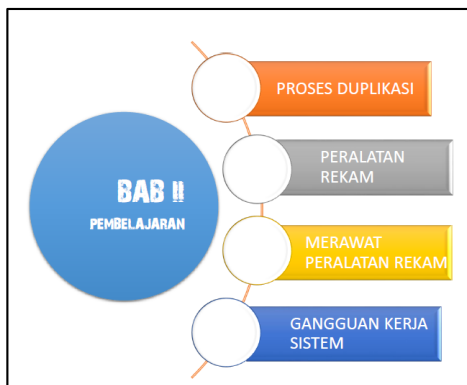 BAB II
PEMBELAJARAN
PROSES DUPLIKASI
PERALATAN
REKAM
MERAWAT
PERALATAN REKAM
GANGGUAN KERJA
SISTEM